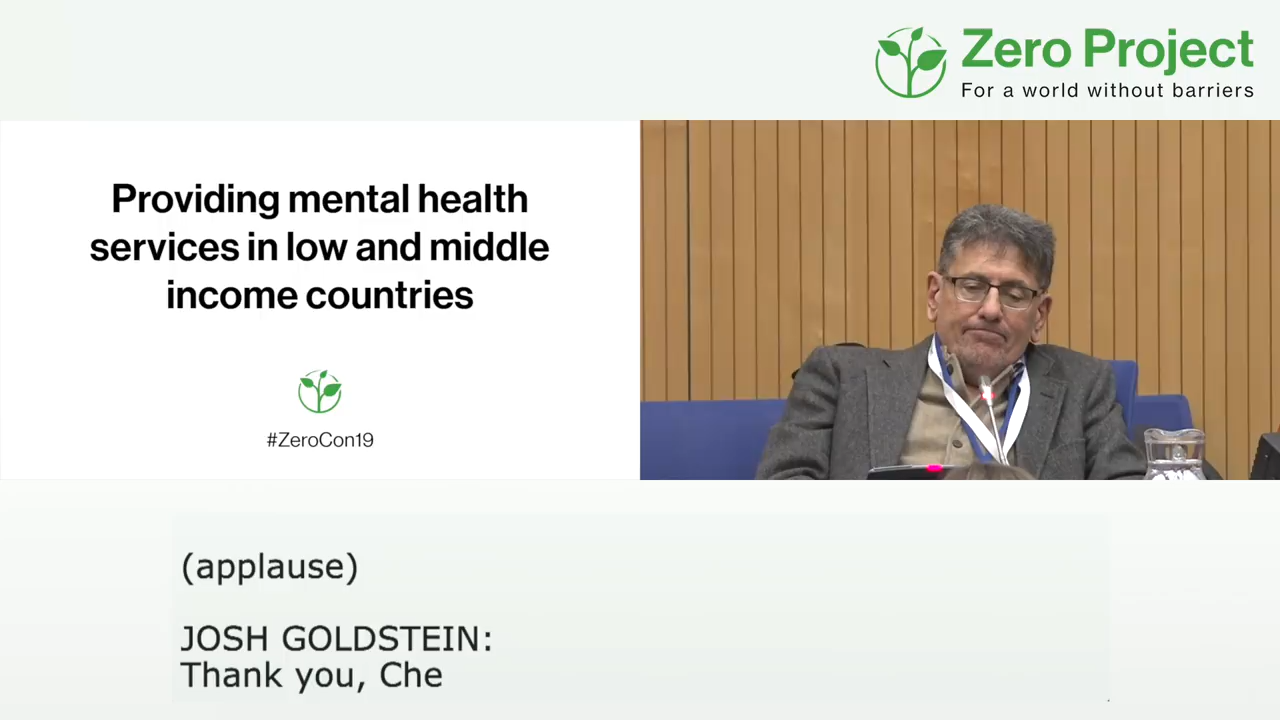 Zero Project
For a world without barriers
Providing mental health
services in low and middle
income countries
#ZeroCon19
(applause)
JOSH GOLDSTEIN:
Thank you, Che